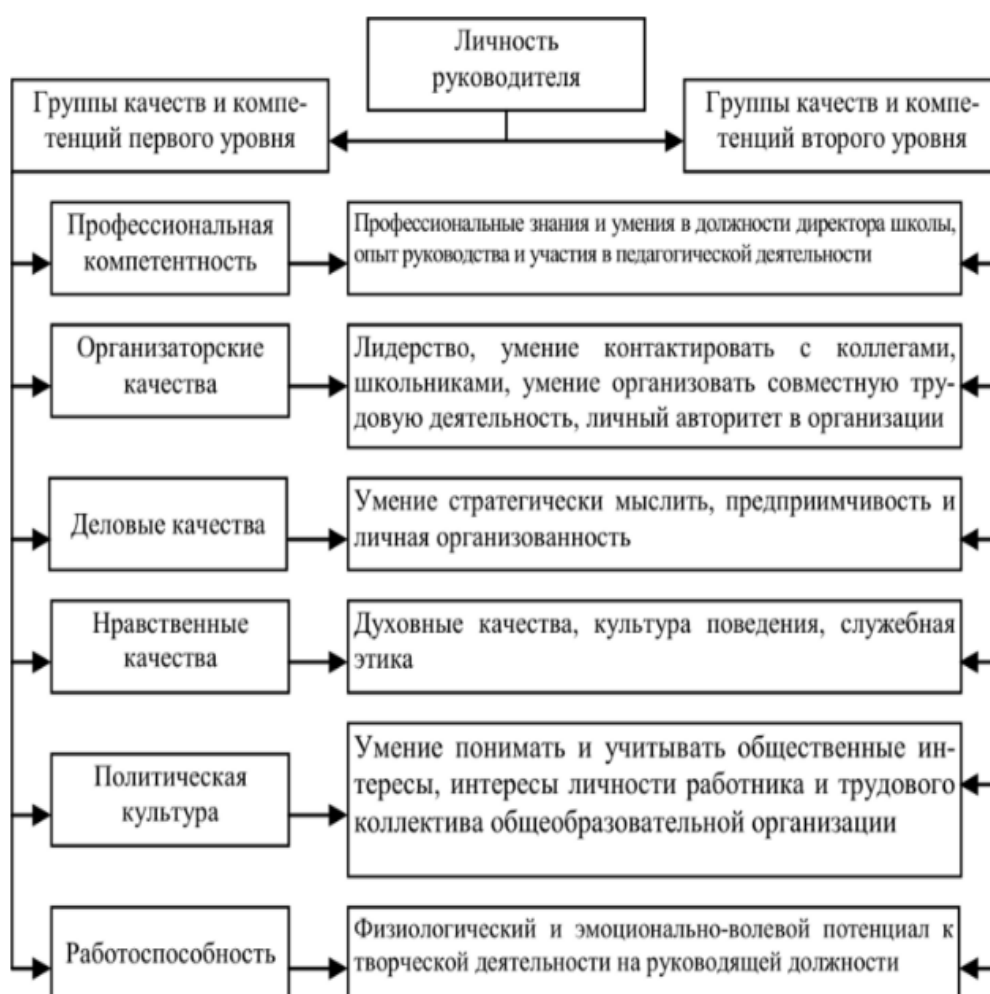 Личность
руководителя
Группы качеств и компе-
тенций первого уровня
Группы качеств и компе-
тенций второго уровня
Профессиональная
компетентность
Профессиональные знания и умения в должности директора школы,
опыт руководства и участия в педагогической деятельности
Организаторские
качества
Лидерство, умение контактировать с коллегами,
школьниками, умение организовать совместную тру-
довую деятельность, личный авторитет в организации
Деловые качества
Умение стратегически мыслить, предприимчивость и
личная организованность
Нравственные
качества
Духовные качества, культура поведения, служебная
этика
Политическая
культура
Умение понимать и учитывать общественные ин-
тересы, интересы личности работника и трудового
коллектива общеобразовательной организации
Работоспособность
Физиологический и эмоционально-волевой потенциал к
творческой деятельности на руководящей должности